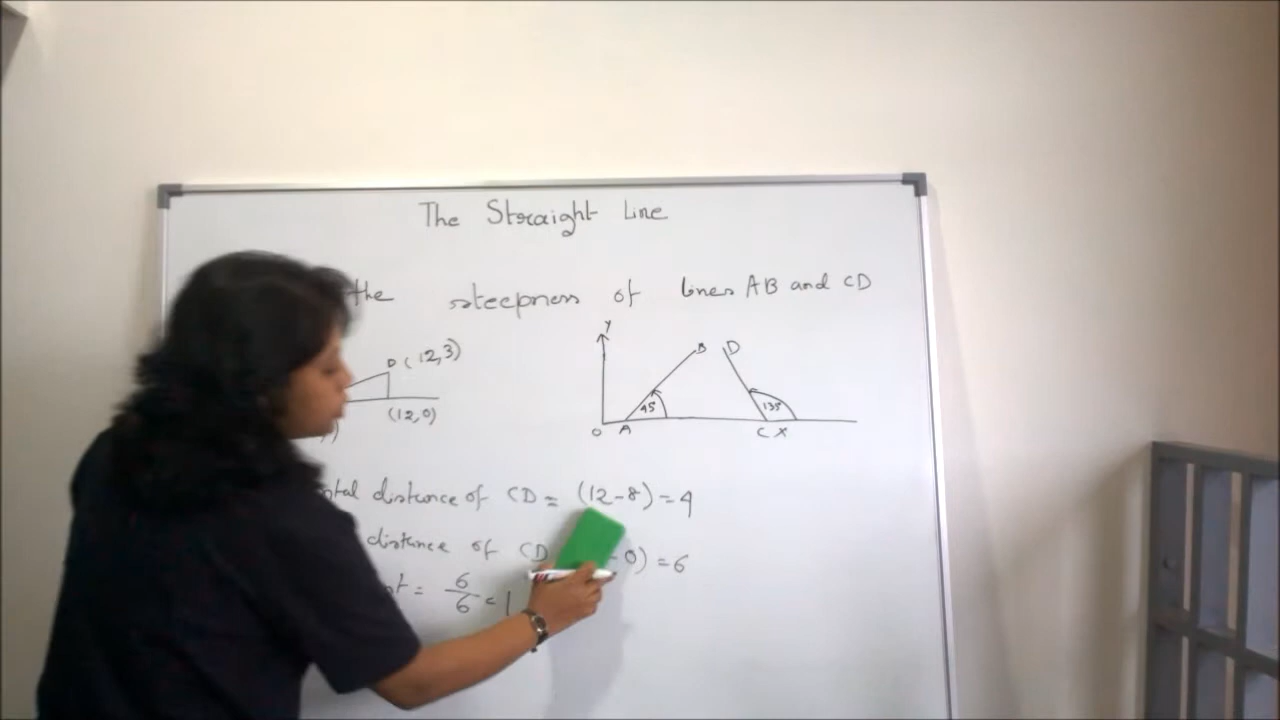 The Straight Line
the steepness of lines AB and CD
Y
B D
D (12,3)
45 135
(12,0)
O A C X
distance of CD = (12-8) = 4
distance of CD 0) = 6
= 6/6 = 1